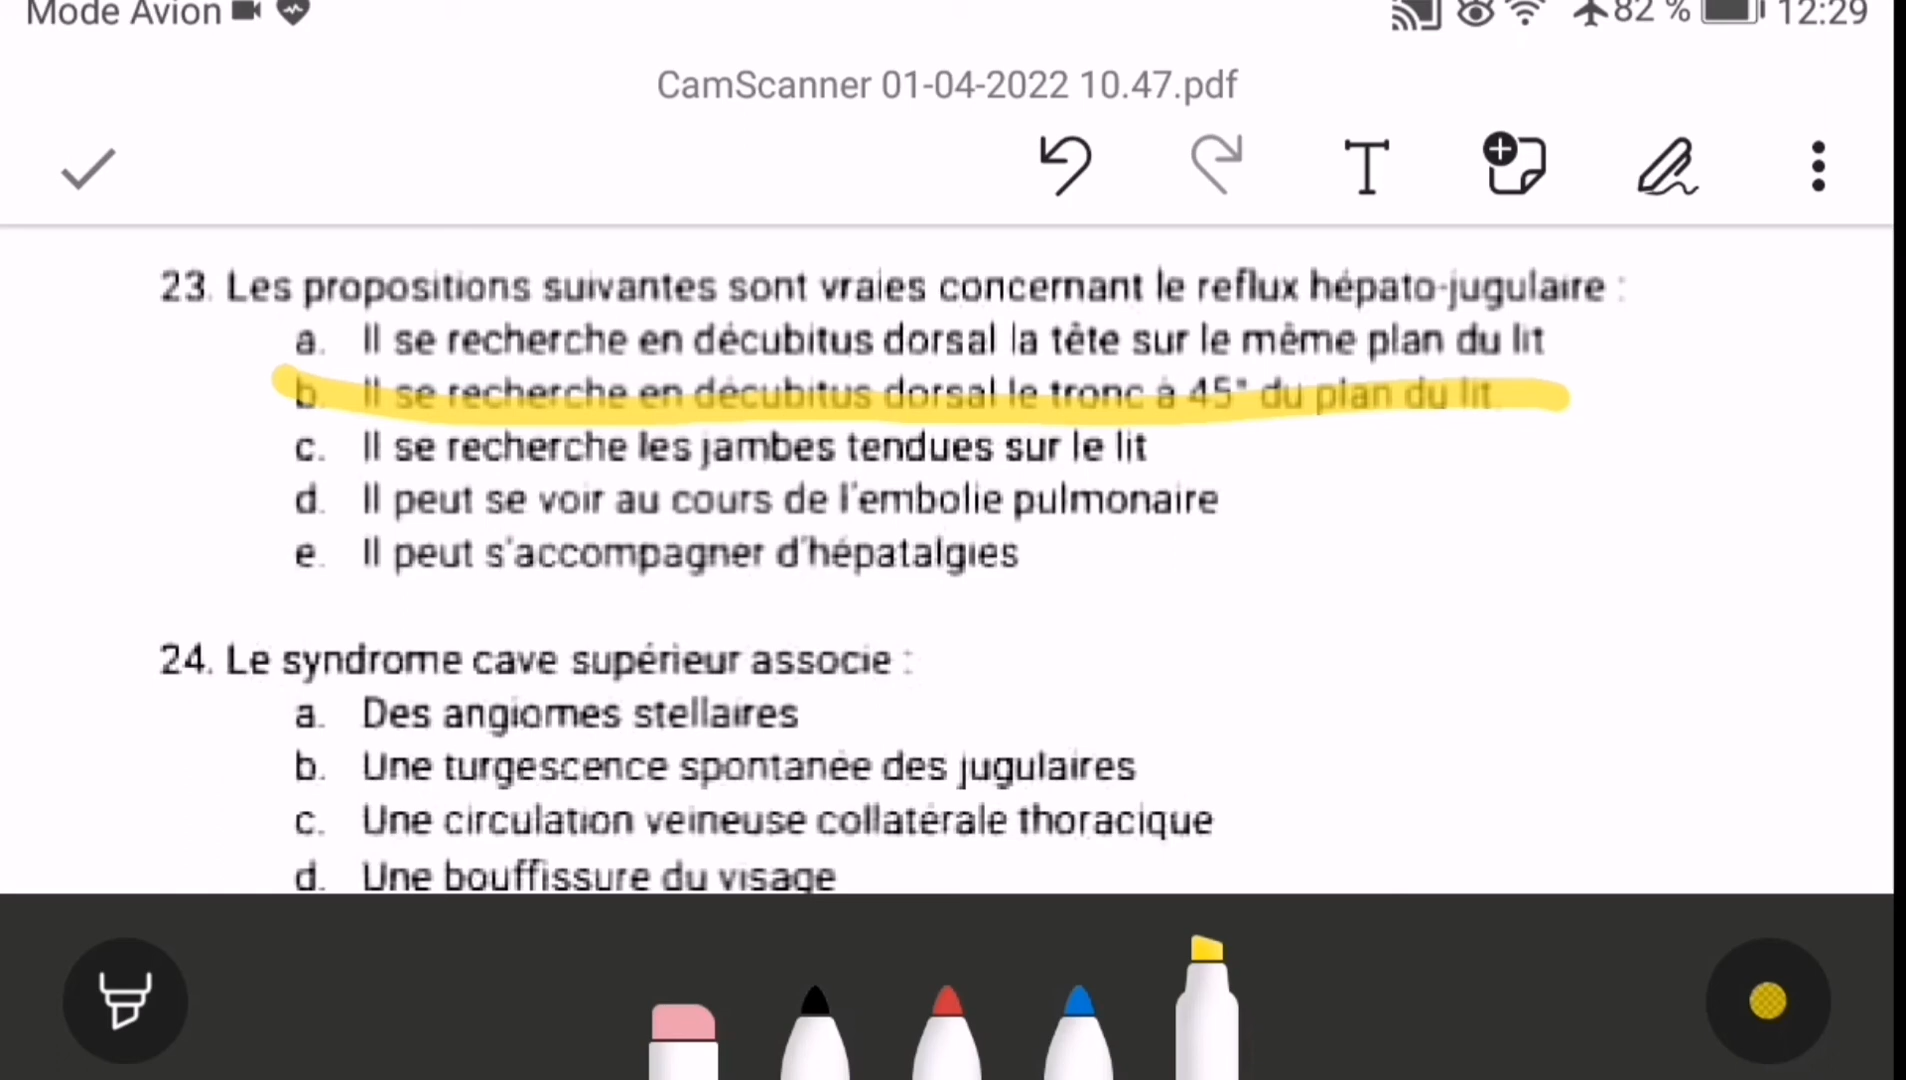 Mode Avion 82 % 12:29
CamScanner 01-04-2022 10.47.pdf
T
23. Les propositions suivantes sont vraies concernant le reflux hépato-jugulaire :
a. Il se recherche en décubitus dorsal la tête sur le même plan du lit
b. Il se recherche en décubitus dorsal le tronc à 45° du plan du lit
c. Il se recherche les jambes tendues sur le lit
d. Il peut se voir au cours de l'embolie pulmonaire
e. Il peut s'accompagner d'hépatalgies
24. Le syndrome cave supérieur associe :
a. Des angiomes stellaires
b. Une turgescence spontanée des jugulaires
c. Une circulation veineuse collatérale thoracique
d. Une bouffissure du visage